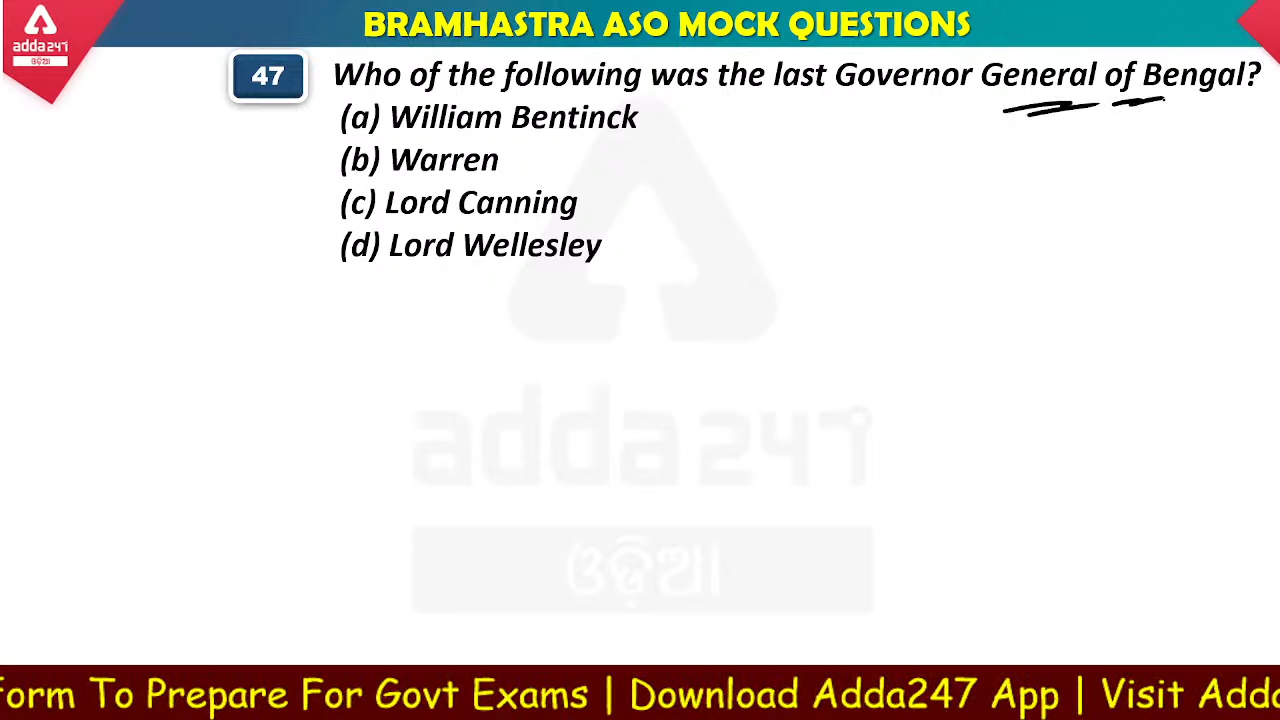 BRAMHASTRA ASO MOCK QUESTIONS
adda247
ଓଡ଼ିଆ
47 Who of the following was the last Governor General of Bengal?
(a) William Bentinck
(b) Warren
(c) Lord Canning
(d) Lord Wellesley
adda247
ଓଡ଼ିଆ
form To Prepare For Govt Exams | Download Adda247 App | Visit Adda